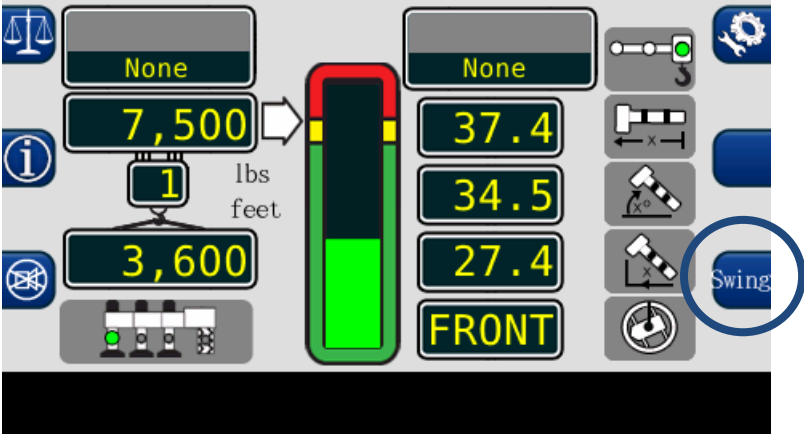 None
7,500
1
lbs
feet
3,600
None
37.4
x
34.5
x°
27.4
x
FRONT
Swing